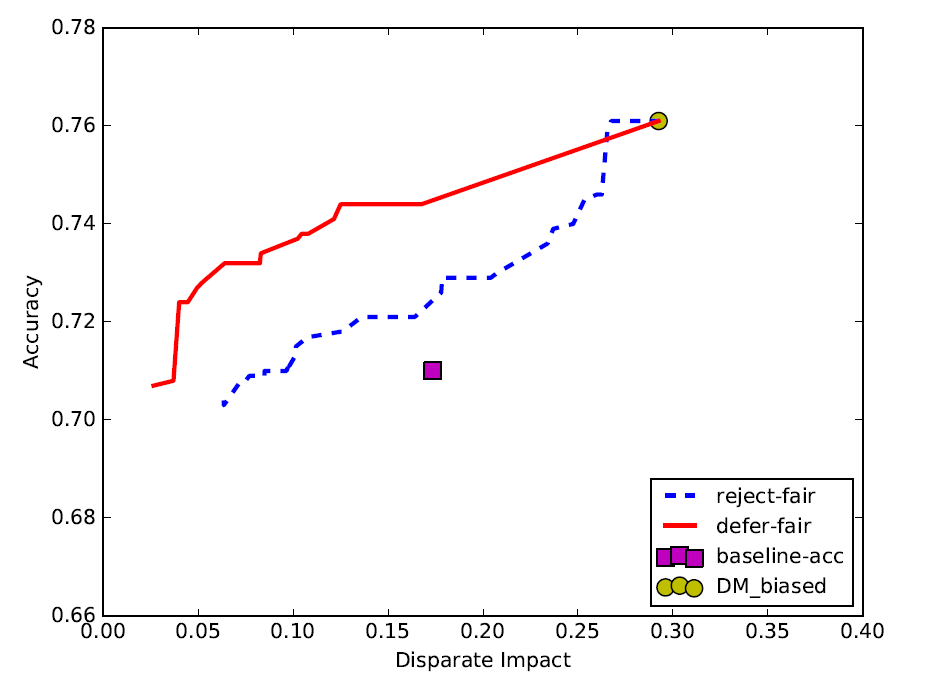 0.78
0.76
0.74
0.72
0.70
0.68
0.66
Accuracy
0.00 0.05 0.10 0.15 0.20 0.25 0.30 0.35 0.40
Disparate Impact
reject-fair
defer-fair
baseline-acc
DM_biased